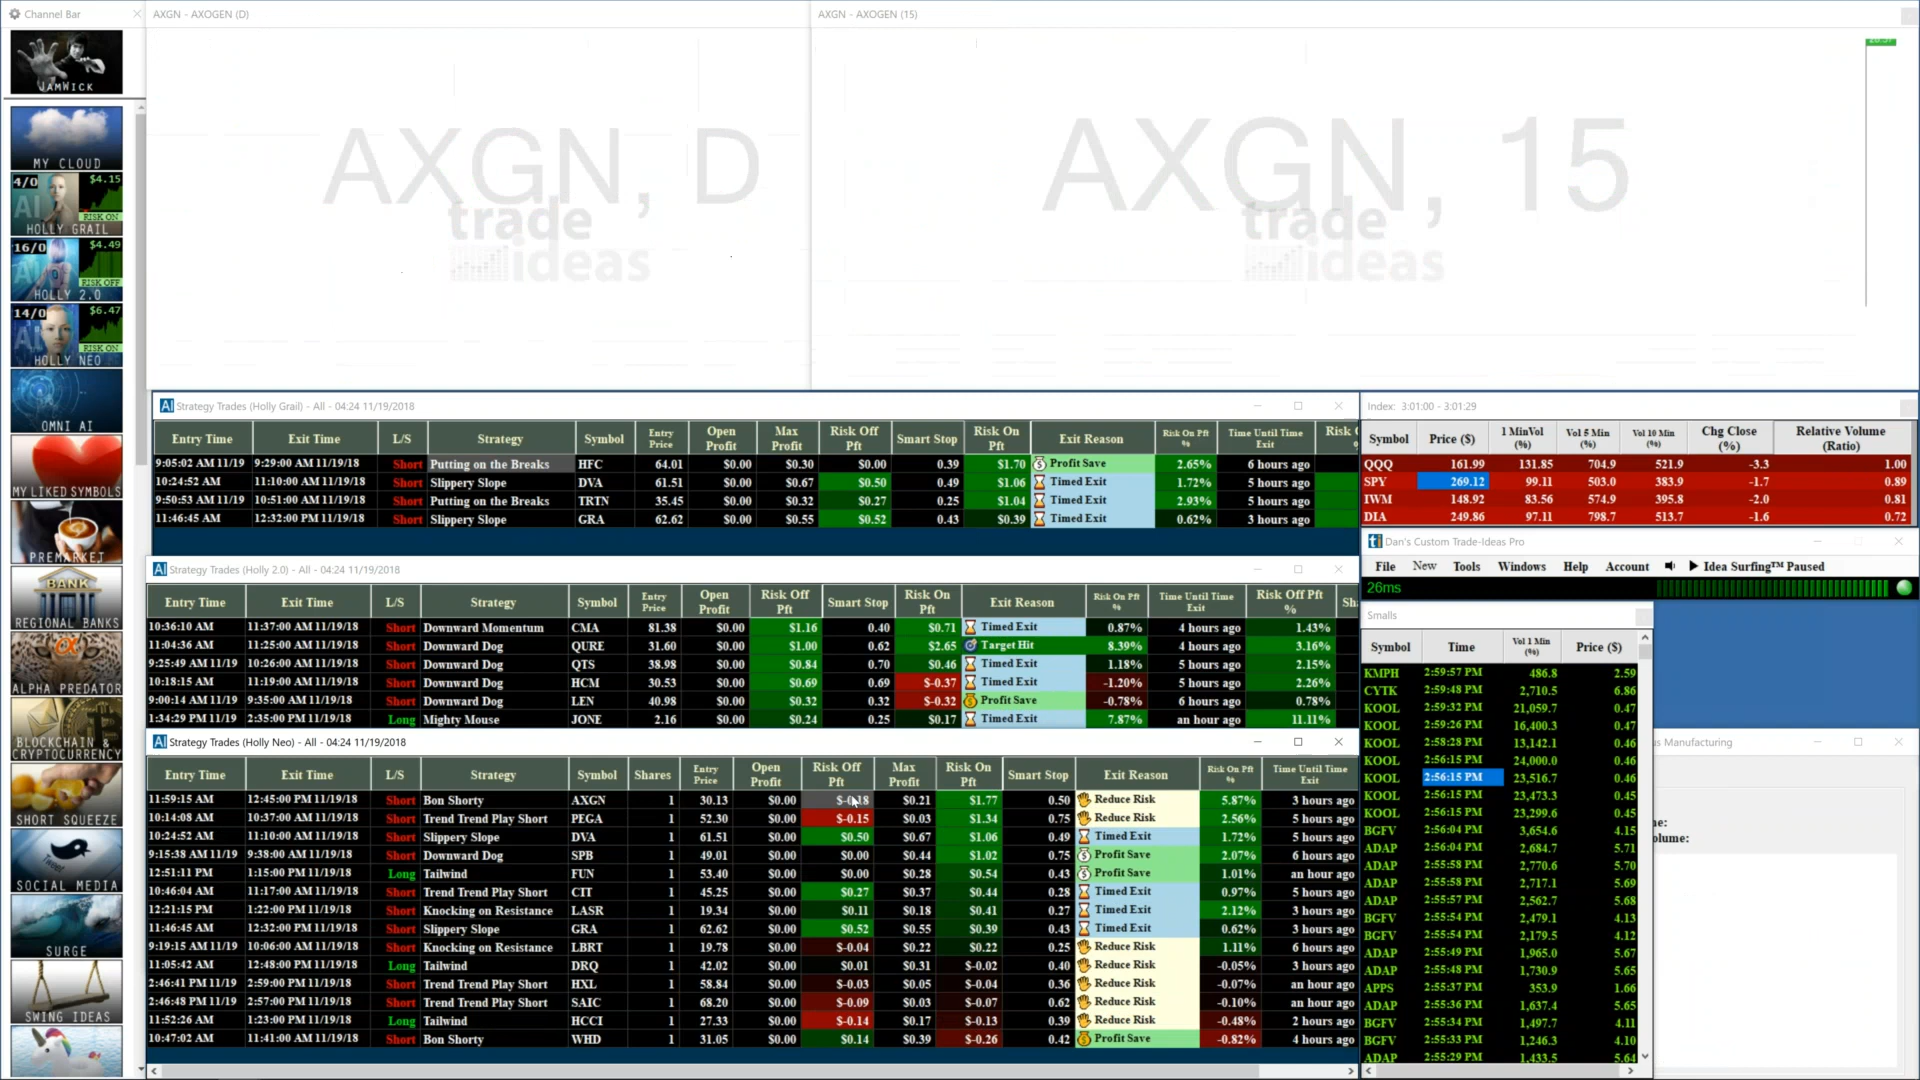 Channel Bar
AXGN - AXOGEN (D)
AXGN - AXOGEN (15)
JAMWICK
MY CLOUD
4/0 $4.15
AI RISK ON
HOLLY GRAIL
16/0 $4.49
AI RISK OFF
HOLLY 2.0
14/0 $6.47
AI RISK ON
HOLLY NEO
OMNI AI
MY LIKED SYMBOLS
PREMARKET
BANK
REGIONAL BANKS
ALPHA PREDATOR
BLOCKCHAIN &
CRYPTOCURRENCY
SHORT SQUEEZE
Tweet
SOCIAL MEDIA
SURGE
SWING IDEAS
AXGN, D
trade
ideas
AXGN, 15
trade
ideas
AI Strategy Trades (Holly Grail) - All - 04:24 11/19/2018
Entry Time Exit Time L/S Strategy Symbol Entry Price Open Profit Max Profit Risk Off Pft Smart Stop Risk On Pft Exit Reason Risk On Pft % Time Until Time Exit Risk
9:05:02 AM 11/19 9:29:00 AM 11/19/18 Short Putting on the Breaks HFC 64.01 $0.00 $0.30 $0.00 0.39 $1.70 Profit Save 2.65% 6 hours ago
10:24:52 AM 11:10:00 AM 11/19/18 Short Slippery Slope DVA 61.51 $0.00 $0.67 $0.50 0.49 $1.06 Timed Exit 1.72% 5 hours ago
9:50:53 AM 11/19 10:51:00 AM 11/19/18 Short Putting on the Breaks TRTN 35.45 $0.00 $0.32 $0.27 0.25 $1.04 Timed Exit 2.93% 5 hours ago
11:46:45 AM 12:32:00 PM 11/19/18 Short Slippery Slope GRA 62.62 $0.00 $0.55 $0.52 0.43 $0.39 Timed Exit 0.62% 3 hours ago
AI Strategy Trades (Holly 2.0) - All - 04:24 11/19/2018
Entry Time Exit Time L/S Strategy Symbol Entry Price Open Profit Risk Off Pft Smart Stop Risk On Pft Exit Reason Risk On Pft % Time Until Time Exit Risk Off Pft % Sh
10:36:10 AM 11:37:00 AM 11/19/18 Short Downward Momentum CMA 81.38 $0.00 $1.16 0.40 $0.71 Timed Exit 0.87% 4 hours ago 1.43%
11:04:36 AM 11:25:00 AM 11/19/18 Short Downward Dog QURE 31.60 $0.00 $1.00 0.62 $2.65 Target Hit 8.39% 4 hours ago 3.16%
9:25:49 AM 11/19 10:26:00 AM 11/19/18 Short Downward Dog QTS 38.98 $0.00 $0.84 0.70 $0.46 Timed Exit 1.18% 5 hours ago 2.15%
10:18:15 AM 11:19:00 AM 11/19/18 Short Downward Dog HCM 30.53 $0.00 $0.69 0.69 $-0.37 Timed Exit -1.20% 5 hours ago 2.26%
9:00:14 AM 11/19 9:35:00 AM 11/19/18 Short Downward Dog LEN 40.98 $0.00 $0.32 0.32 $-0.32 Profit Save -0.78% 6 hours ago 0.78%
1:34:29 PM 11/19 2:35:00 PM 11/19/18 Long Mighty Mouse JONE 2.16 $0.00 $0.24 0.25 $0.17 Timed Exit 7.87% an hour ago 11.11%
AI Strategy Trades (Holly Neo) - All - 04:24 11/19/2018
Entry Time Exit Time L/S Strategy Symbol Shares Entry Price Open Profit Risk Off Pft Max Profit Risk On Pft Smart Stop Exit Reason Risk On Pft % Time Until Time Exit
11:59:15 AM 12:45:00 PM 11/19/18 Short Bon Shorty AXGN 1 30.13 $0.00 $-0.18 $0.21 $1.77 0.50 Reduce Risk 5.87% 3 hours ago
10:14:08 AM 10:37:00 AM 11/19/18 Short Trend Trend Play Short PEGA 1 52.30 $0.00 $-0.15 $0.03 $1.34 0.75 Reduce Risk 2.56% 5 hours ago
10:24:52 AM 11:10:00 AM 11/19/18 Short Slippery Slope DVA 1 61.51 $0.00 $0.50 $0.67 $1.06 0.49 Timed Exit 1.72% 5 hours ago
9:15:38 AM 11/19 9:38:00 AM 11/19/18 Short Downward Dog SPB 1 49.01 $0.00 $0.00 $0.44 $1.02 0.75 Profit Save 2.07% 6 hours ago
12:51:11 PM 1:15:00 PM 11/19/18 Long Tailwind FUN 1 53.40 $0.00 $0.00 $0.28 $0.54 0.43 Profit Save 1.01% an hour ago
10:46:04 AM 11:17:00 AM 11/19/18 Short Trend Trend Play Short CIT 1 45.25 $0.00 $0.27 $0.37 $0.44 0.28 Timed Exit 0.97% 5 hours ago
12:21:15 PM 1:22:00 PM 11/19/18 Short Knocking on Resistance LASR 1 19.34 $0.00 $0.11 $0.18 $0.41 0.27 Timed Exit 2.12% 3 hours ago
11:46:45 AM 12:32:00 PM 11/19/18 Short Slippery Slope GRA 1 62.62 $0.00 $0.52 $0.55 $0.39 0.43 Timed Exit 0.62% 3 hours ago
9:19:15 AM 11/19 10:06:00 AM 11/19/18 Short Knocking on Resistance LBRT 1 19.78 $0.00 $-0.04 $0.22 $0.22 0.25 Reduce Risk 1.11% 6 hours ago
11:05:42 AM 12:48:00 PM 11/19/18 Long Tailwind DRQ 1 42.02 $0.00 $0.01 $0.31 $-0.02 0.40 Reduce Risk -0.05% 3 hours ago
2:46:41 PM 11/19 2:59:00 PM 11/19/18 Short Trend Trend Play Short HXL 1 58.84 $0.00 $-0.03 $0.05 $-0.04 0.36 Reduce Risk -0.07% an hour ago
2:46:48 PM 11/19 2:57:00 PM 11/19/18 Short Trend Trend Play Short SAIC 1 68.20 $0.00 $-0.09 $0.03 $-0.07 0.62 Reduce Risk -0.10% an hour ago
11:52:26 AM 1:23:00 PM 11/19/18 Long Tailwind HCCI 1 27.33 $0.00 $-0.14 $0.17 $-0.13 0.39 Reduce Risk -0.48% 2 hours ago
10:47:02 AM 11:41:00 AM 11/19/18 Short Bon Shorty WHD 1 31.05 $0.00 $0.14 $0.39 $-0.26 0.42 Profit Save -0.82% 4 hours ago
Index: 3:01:00 - 3:01:29
Symbol Price ($) 1 MinVol (%) Vol 5 Min (%) Vol 10 Min (%) Chg Close (%) Relative Volume (Ratio)
QQQ 161.99 131.85 704.9 521.9 -3.3 1.00
SPY 269.12 99.11 503.0 383.9 -1.7 0.89
IWM 148.92 83.56 574.9 395.8 -2.0 0.81
DIA 249.86 97.11 798.7 513.7 -1.6 0.72
ti Dan's Custom Trade-Ideas Pro
File New Tools Windows Help Account Idea Surfing™ Paused
26ms
Smalls
Symbol Time Vol 1 Min (%) Price ($)
KMPH 2:59:57 PM 486.8 2.59
CYTK 2:59:48 PM 2,710.5 6.86
KOOL 2:59:32 PM 21,059.7 0.47
KOOL 2:59:26 PM 16,400.3 0.47
KOOL 2:58:28 PM 13,142.1 0.46
KOOL 2:56:15 PM 24,000.0 0.46
KOOL 2:56:15 PM 23,516.7 0.46
KOOL 2:56:15 PM 23,473.3 0.45
KOOL 2:56:15 PM 23,299.6 0.45
BGFV 2:56:04 PM 3,654.6 4.15
ADAP 2:56:04 PM 2,684.7 5.71
ADAP 2:55:58 PM 2,770.6 5.70
ADAP 2:55:58 PM 2,717.1 5.69
ADAP 2:55:57 PM 2,562.7 5.68
BGFV 2:55:54 PM 2,479.1 4.13
BGFV 2:55:54 PM 2,179.5 4.12
ADAP 2:55:49 PM 1,965.0 5.67
ADAP 2:55:48 PM 1,730.9 5.65
APPS 2:55:37 PM 353.9 1.66
ADAP 2:55:36 PM 1,637.4 5.65
BGFV 2:55:34 PM 1,497.7 4.11
BGFV 2:55:33 PM 1,246.3 4.10
ADAP 2:55:29 PM 1,433.5 5.64
us Manufacturing
ne:
olume: